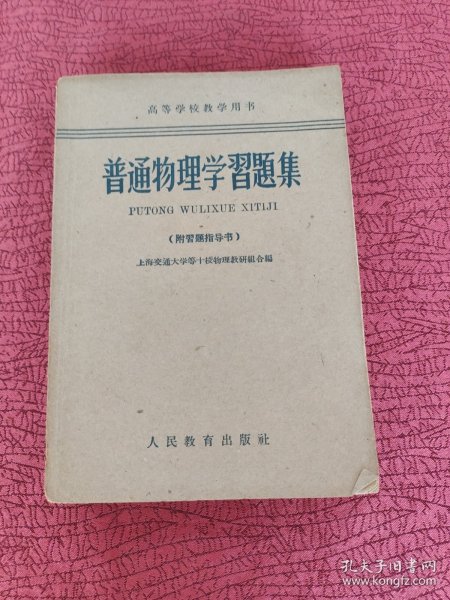 高等学校教学用书
普通物理学習題集
PUTONG WULIXUE XITIJI
(附習題指导书)
上海交通大学等十校物理教研組合編
人民教育出版社
孔夫子旧书网
www.kongfz.com